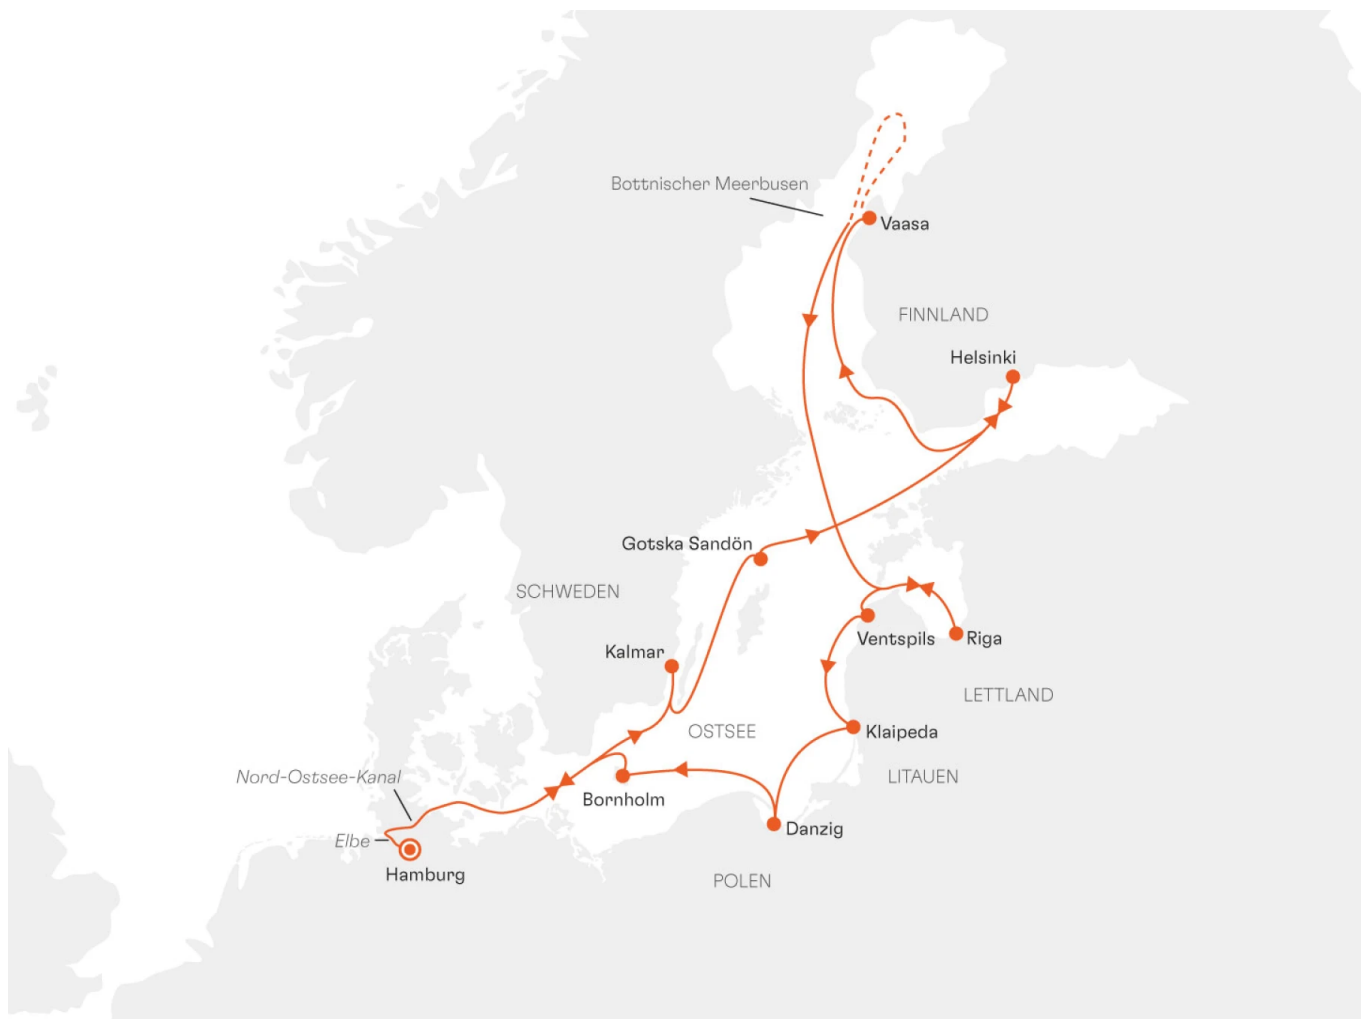 Bottnischer Meerbusen
Vaasa
FINNLAND
Helsinki
Gotska Sandön
SCHWEDEN
Ventspils
Riga
Kalmar
LETTLAND
OSTSEE
Klaipeda
Nord-Ostsee-Kanal
LITAUEN
Bornholm
Danzig
Elbe
Hamburg
POLEN